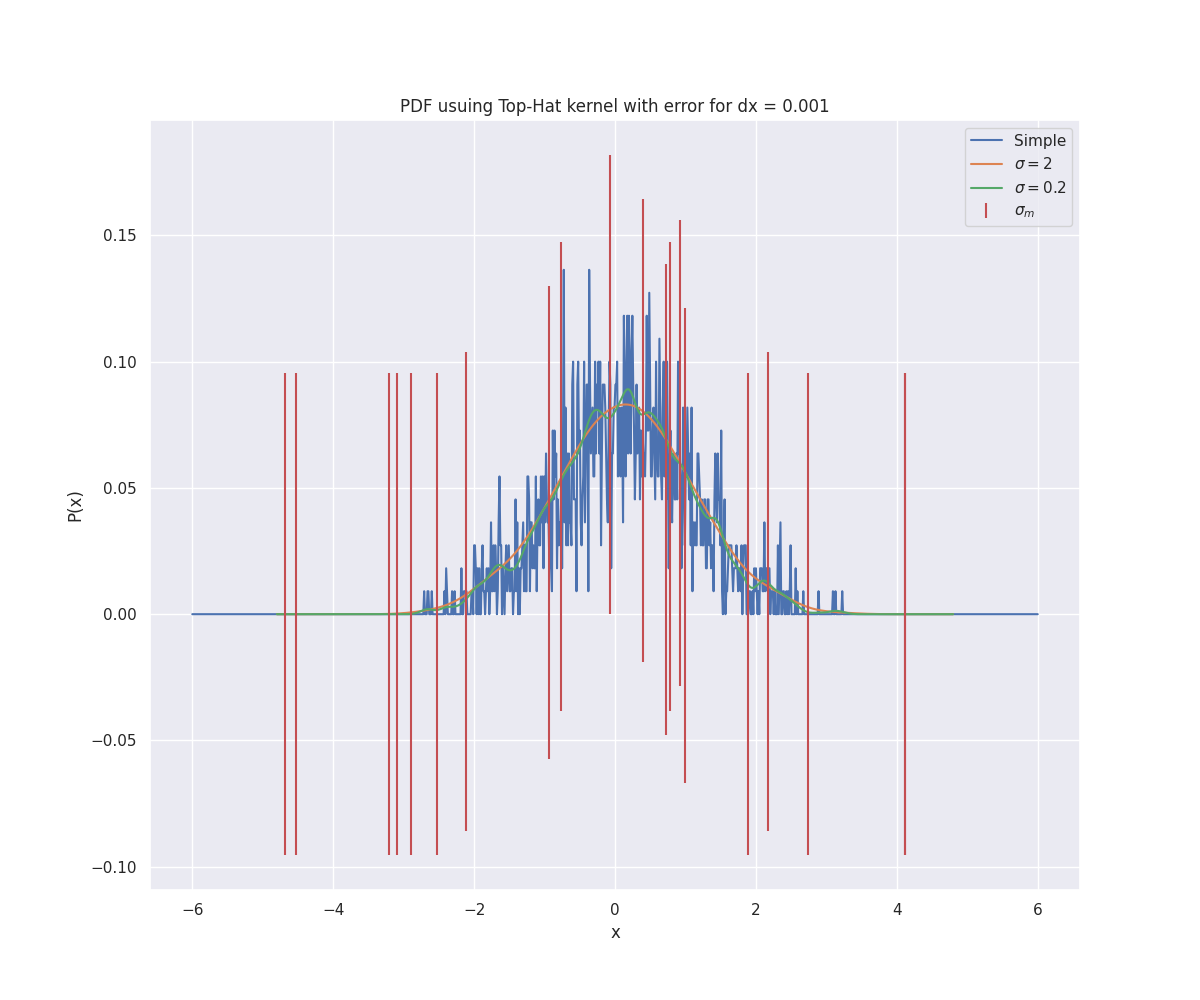 PDF usuing Top-Hat kernel with error for dx = 0.001
Simple
σ = 2
σ = 0.2
σₘ
P(x)
0.15
0.10
0.05
0.00
−0.05
−0.10
−6 −4 −2 0 2 4 6
x